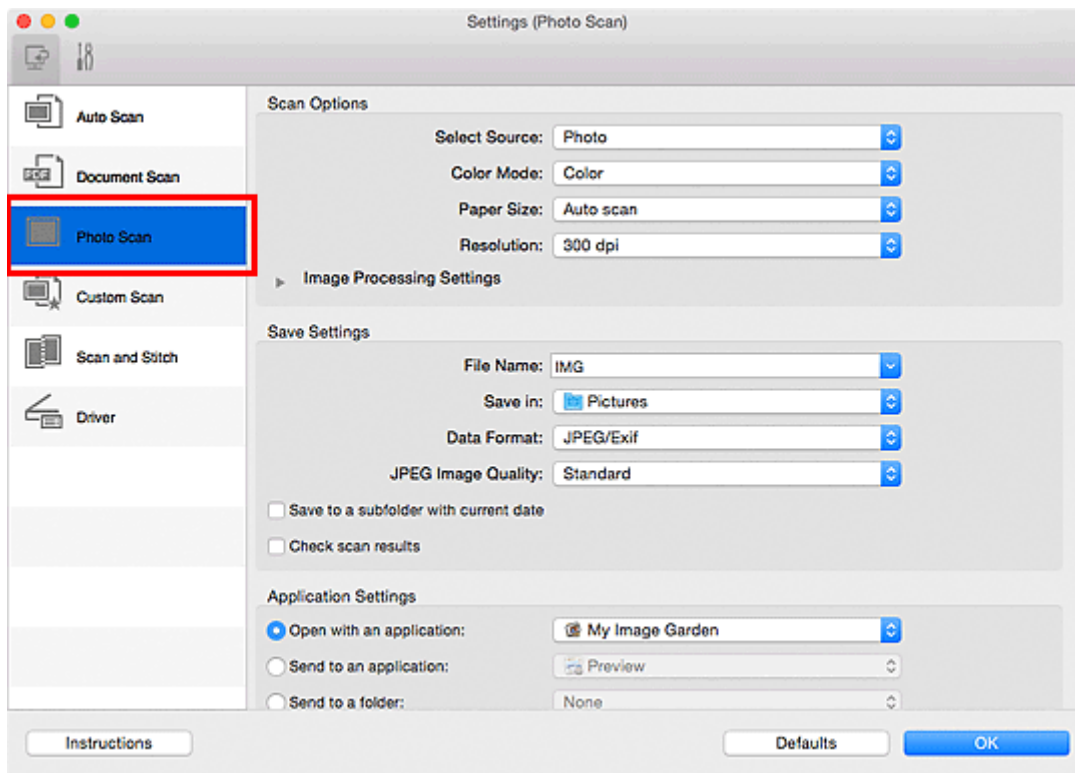 Settings (Photo Scan)
Auto Scan
PDF
Document Scan
Photo Scan
Custom Scan
Scan and Stitch
Driver
Scan Options
Select Source: Photo
Color Mode: Color
Paper Size: Auto scan
Resolution: 300 dpi
Image Processing Settings
Save Settings
File Name: IMG
Save in: Pictures
Data Format: JPEG/Exif
JPEG Image Quality: Standard
Save to a subfolder with current date
Check scan results
Application Settings
Open with an application: My Image Garden
Send to an application: Preview
Send to a folder: None
Instructions
Defaults
OK